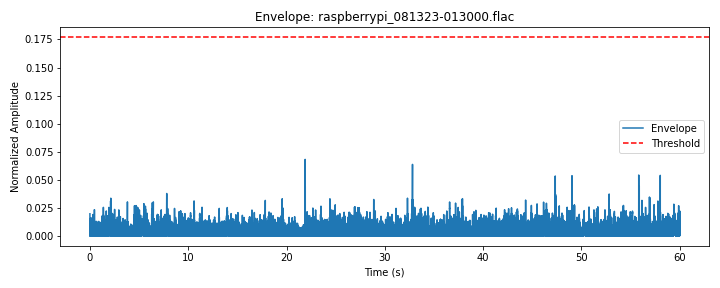 Envelope: raspberrypi_081323-013000.flac
Normalized Amplitude
0.175
0.150
0.125
0.100
0.075
0.050
0.025
0.000
Envelope
Threshold
0 10 20 30 40 50 60
Time (s)